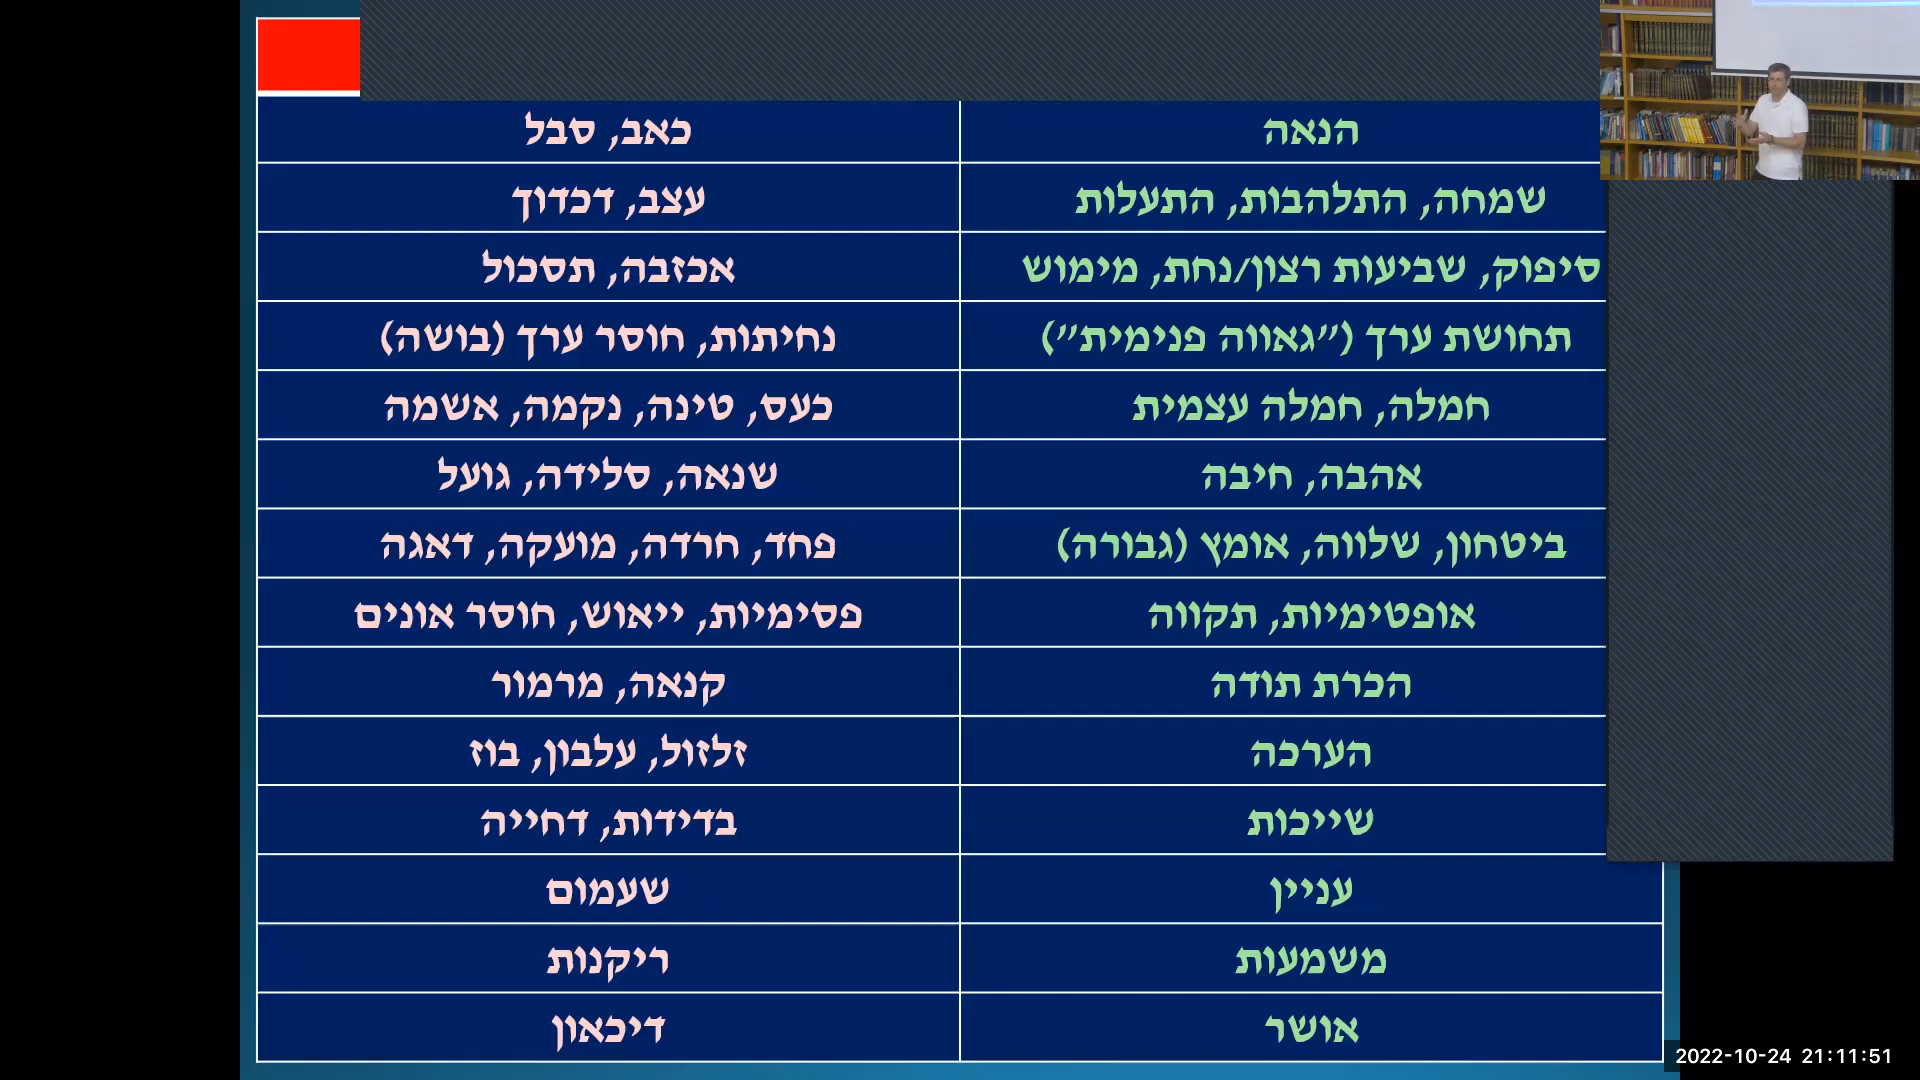 הנאה
כאב, סבל
שמחה, התלהבות, התעלות
עצב, דכדוך
סיפוק, שביעות רצון/נחת, מימוש
אכזבה, תסכול
תחושת ערך ("גאווה פנימית")
נחיתות, חוסר ערך (בושה)
חמלה, חמלה עצמית
כעס, טינה, נקמה, אשמה
אהבה, חיבה
שנאה, סלידה, גועל
ביטחון, שלווה, אומץ (גבורה)
פחד, חרדה, מועקה, דאגה
אופטימיות, תקווה
פסימיות, ייאוש, חוסר אונים
הכרת תודה
קנאה, מרמור
הערכה
זלזול, עלבון, בוז
שייכות
בדידות, דחייה
עניין
שעמום
משמעות
ריקנות
אושר
דיכאון
2022-10-24 21:11:51